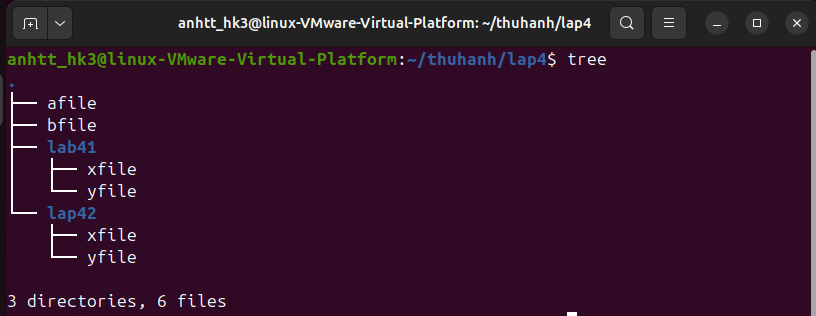 anhtt_hk3@linux-VMware-Virtual-Platform: ~/thuhanh/lap4
anhtt_hk3@linux-VMware-Virtual-Platform:~/thuhanh/lap4$ tree
.
├── afile
├── bfile
├── lab41
│   ├── xfile
│   └── yfile
└── lap42
    ├── xfile
    └── yfile
3 directories, 6 files